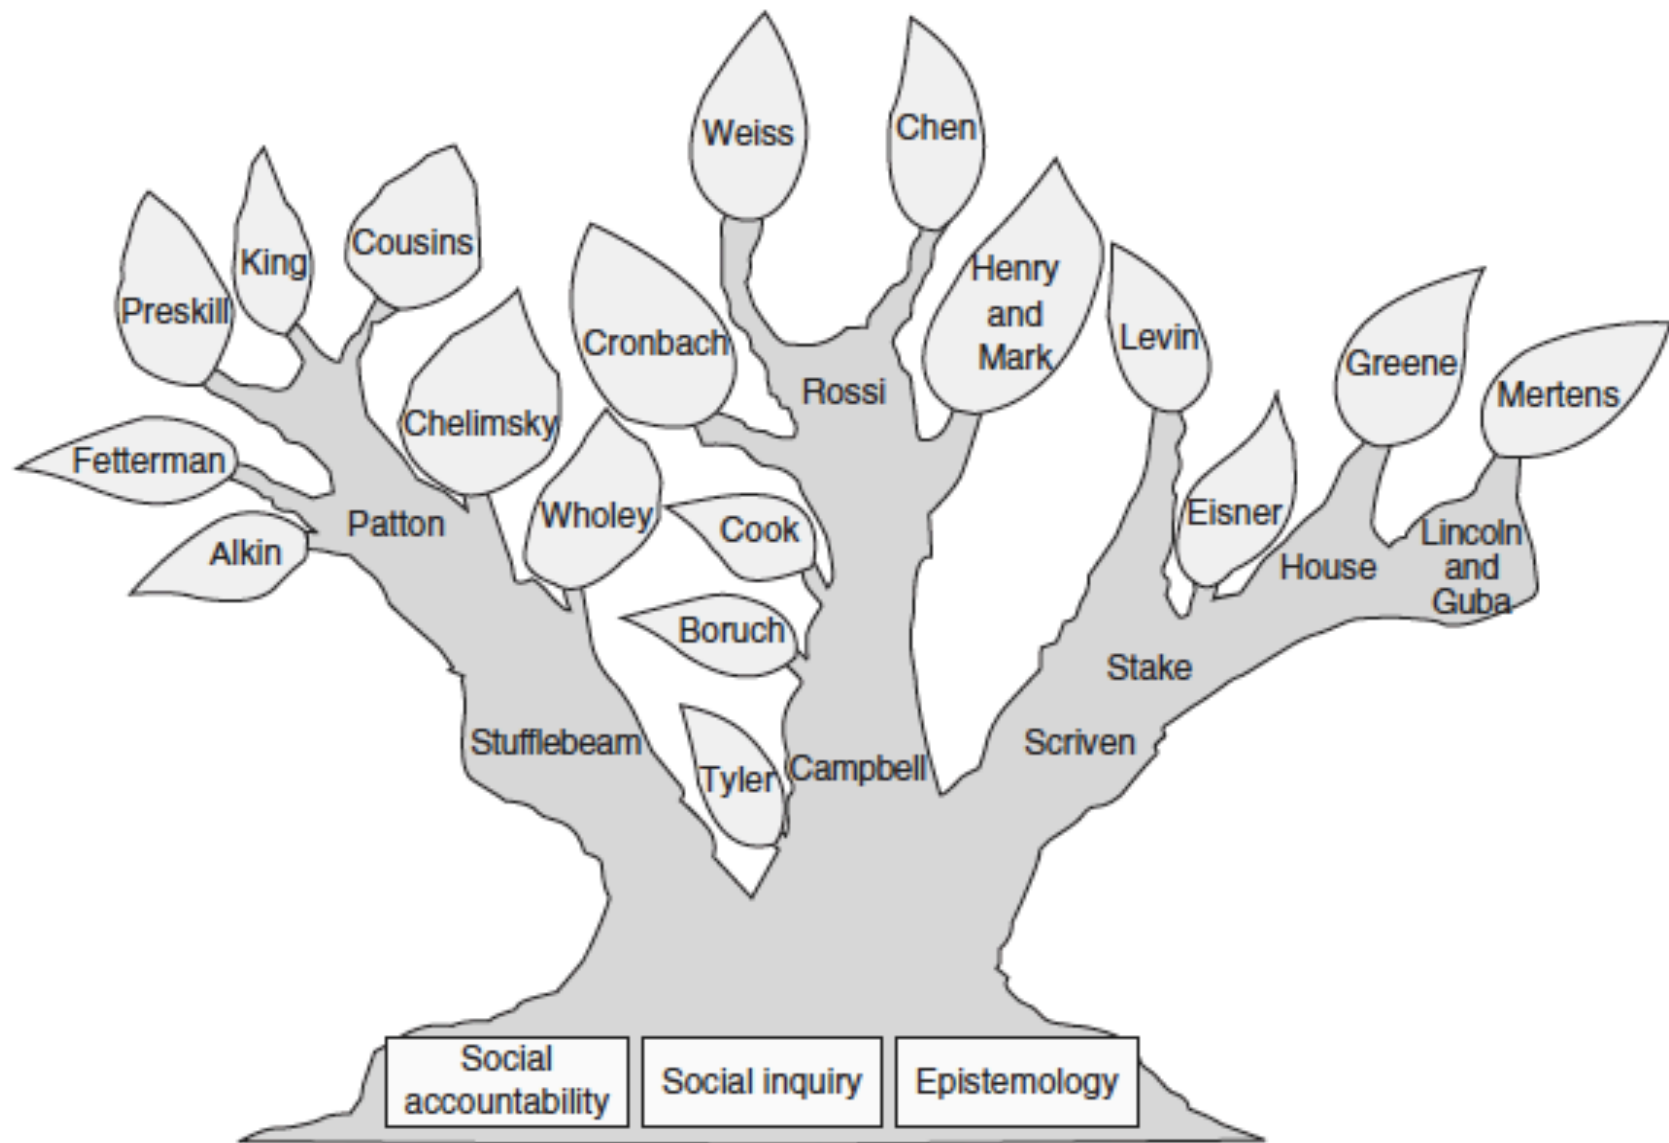 Weiss
Chen
King
Cousins
Preskill
Henry
and
Mark
Cronbach
Levin
Greene
Mertens
Rossi
Chelimsky
Fetterman
Wholey
Patton
Cook
Eisner
Alkin
House
Lincoln
and
Guba
Boruch
Stake
Stufflebeam
Scriven
Tyler
Campbell
Social
accountability
Social inquiry
Epistemology